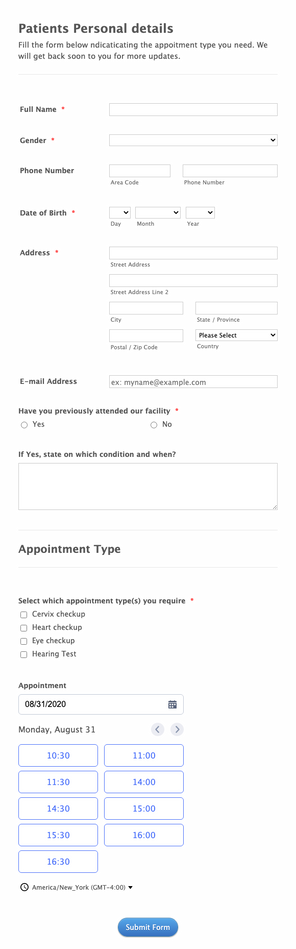 Patients Personal details
Fill the form below ndicaticating the appoitment type you need. We
will get back soon to you for more updates.
Full Name *
Gender *
Phone Number
Area Code
Phone Number
Date of Birth *
Day
Month
Year
Address *
Street Address
Street Address Line 2
City
State / Province
Please Select
Postal / Zip Code
Country
E-mail Address
ex: myname@example.com
Have you previously attended our facility *
Yes
No
If Yes, state on which condition and when?
Appointment Type
Select which appointment type(s) you require *
Cervix checkup
Heart checkup
Eye checkup
Hearing Test
Appointment
08/31/2020
Monday, August 31
10:30
11:00
11:30
14:00
14:30
15:00
15:30
16:00
16:30
America/New_York (GMT-4:00)
Submit Form